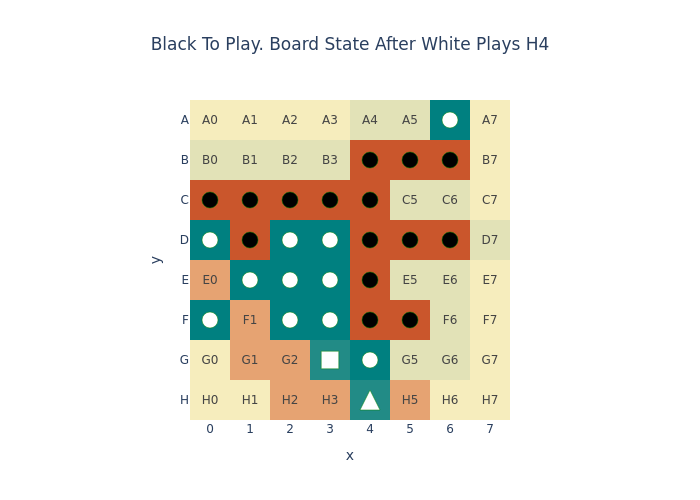 Black To Play. Board State After White Plays H4
A A0 A1 A2 A3 A4 A5 A7
B B0 B1 B2 B3 B7
C C5 C6 C7
D D7
E E0 E5 E6 E7
F F1 F6 F7
G G0 G1 G2 G5 G6 G7
H H0 H1 H2 H3 H5 H6 H7
0 1 2 3 4 5 6 7
x
y